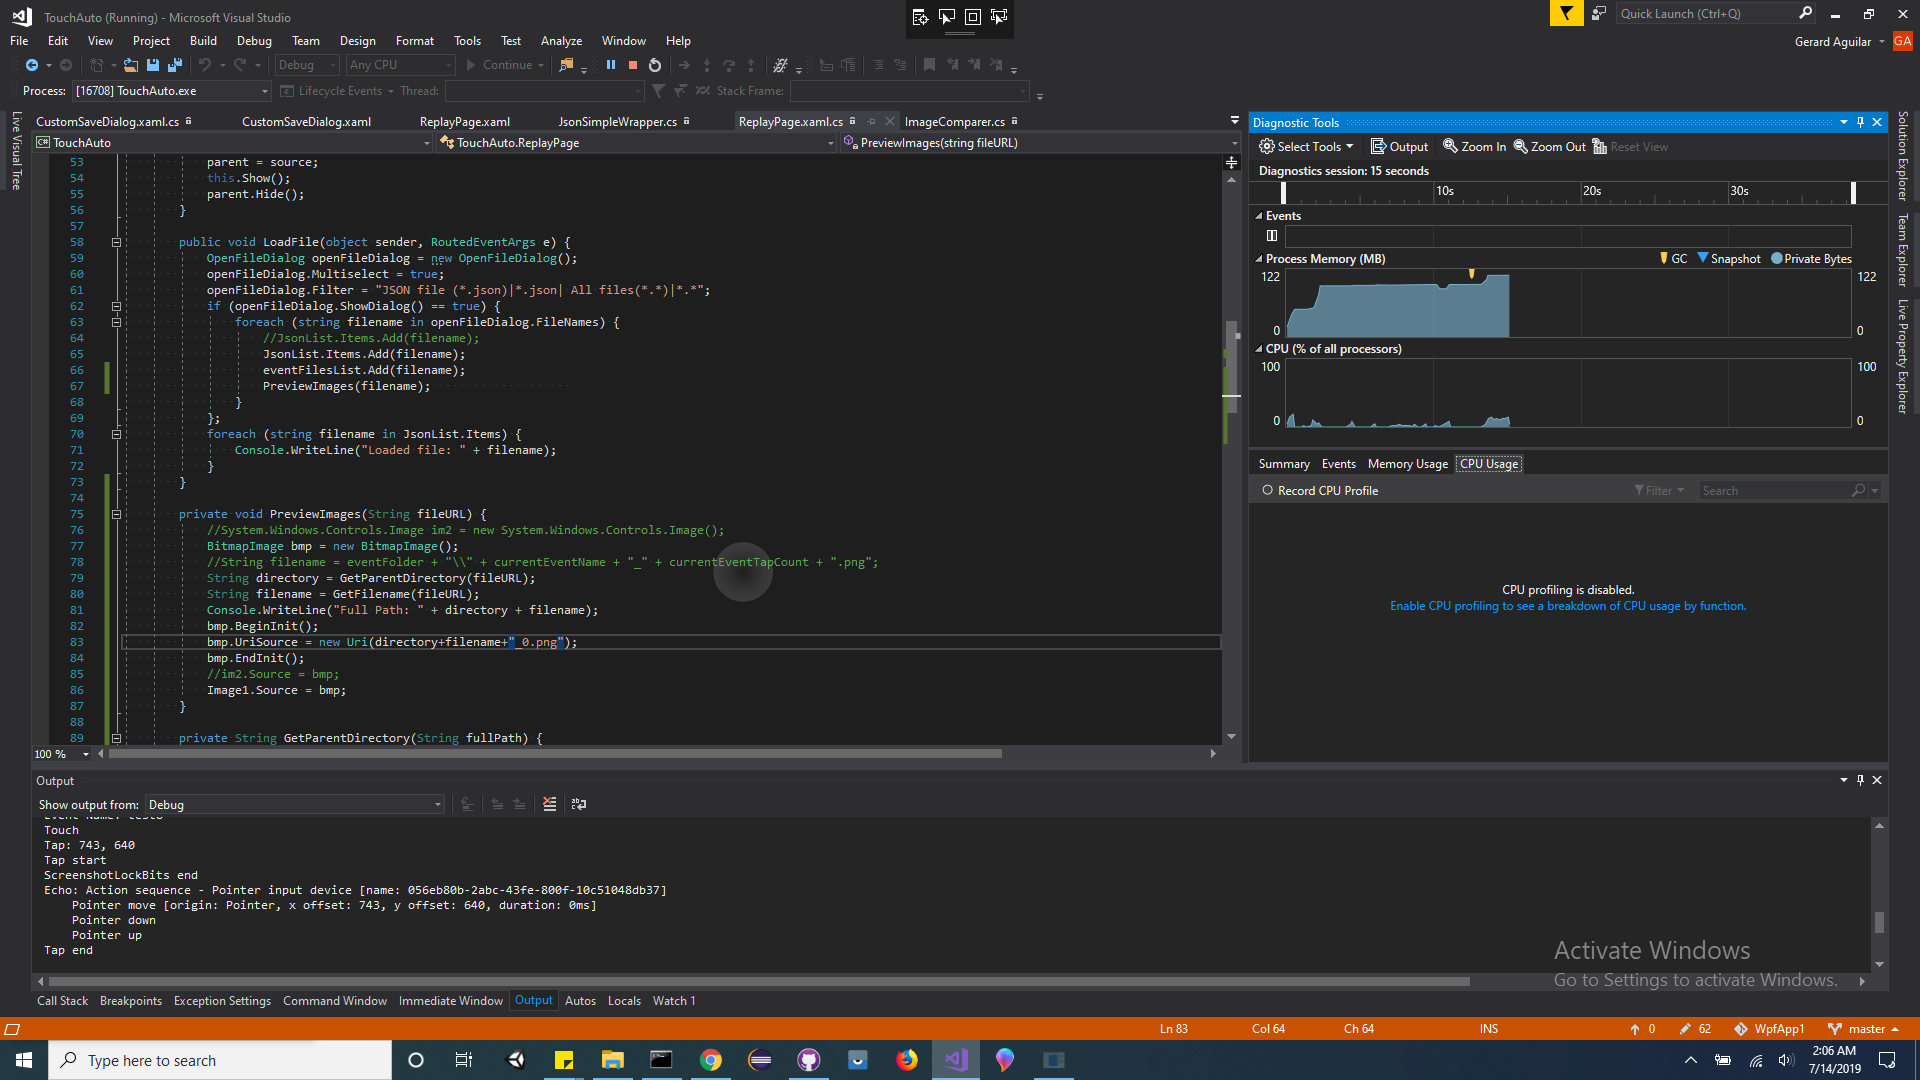 TouchAuto (Running) - Microsoft Visual Studio
Quick Launch (Ctrl+Q)
File Edit View Project Build Debug Team Design Format Tools Test Analyze Window Help
Gerard Aguilar GA
Debug Any CPU Continue
Process: [16708] TouchAuto.exe Lifecycle Events Thread: Stack Frame:
Live Visual Tree
CustomSaveDialog.xaml.cs CustomSaveDialog.xaml ReplayPage.xaml JsonSimpleWrapper.cs ReplayPage.xaml.cs ImageComparer.cs
TouchAuto TouchAuto.ReplayPage PreviewImages(string fileURL)
53 parent = source;
54 this.Show();
55 parent.Hide();
56 }
57
58 public void LoadFile(object sender, RoutedEventArgs e) {
59 OpenFileDialog openFileDialog = new OpenFileDialog();
60 openFileDialog.Multiselect = true;
61 openFileDialog.Filter = "JSON file (*.json)|*.json| All files(*.*)|*.*";
62 if (openFileDialog.ShowDialog() == true) {
63 foreach (string filename in openFileDialog.FileNames) {
64 //JsonList.Items.Add(filename);
65 JsonList.Items.Add(filename);
66 eventFilesList.Add(filename);
67 PreviewImages(filename);
68 }
69 };
70 foreach (string filename in JsonList.Items) {
71 Console.WriteLine("Loaded file: " + filename);
72 }
73 }
74
75 private void PreviewImages(String fileURL) {
76 //System.Windows.Controls.Image im2 = new System.Windows.Controls.Image();
77 BitmapImage bmp = new BitmapImage();
78 //String filename = eventFolder + "\\" + currentEventName + "_" + currentEventTapCount + ".png";
79 String directory = GetParentDirectory(fileURL);
80 String filename = GetFilename(fileURL);
81 Console.WriteLine("Full Path: " + directory + filename);
82 bmp.BeginInit();
83 bmp.UriSource = new Uri(directory+filename+"_0.png");
84 bmp.EndInit();
85 //im2.Source = bmp;
86 Image1.Source = bmp;
87 }
88
89 private String GetParentDirectory(String fullPath) {
100 %
Diagnostic Tools
Select Tools Output Zoom In Zoom Out Reset View
Diagnostics session: 15 seconds
10s 20s 30s
Events
Process Memory (MB) GC Snapshot Private Bytes
122 122
0 0
CPU (% of all processors)
100 100
0 0
Summary Events Memory Usage CPU Usage
Record CPU Profile Filter Search
CPU profiling is disabled.
Enable CPU profiling to see a breakdown of CPU usage by function.
Solution Explorer
Team Explorer
Live Property Explorer
Output
Show output from: Debug
Touch
Tap: 743, 640
Tap start
ScreenshotLockBits end
Echo: Action sequence - Pointer input device [name: 056eb80b-2abc-43fe-800f-10c51048db37]
Pointer move [origin: Pointer, x offset: 743, y offset: 640, duration: 0ms]
Pointer down
Pointer up
Tap end
Activate Windows
Go to Settings to activate Windows.
Call Stack Breakpoints Exception Settings Command Window Immediate Window Output Autos Locals Watch 1
Ln 83 Col 64 Ch 64 INS 0 62 WpfApp1 master
Type here to search
2:06 AM
7/14/2019